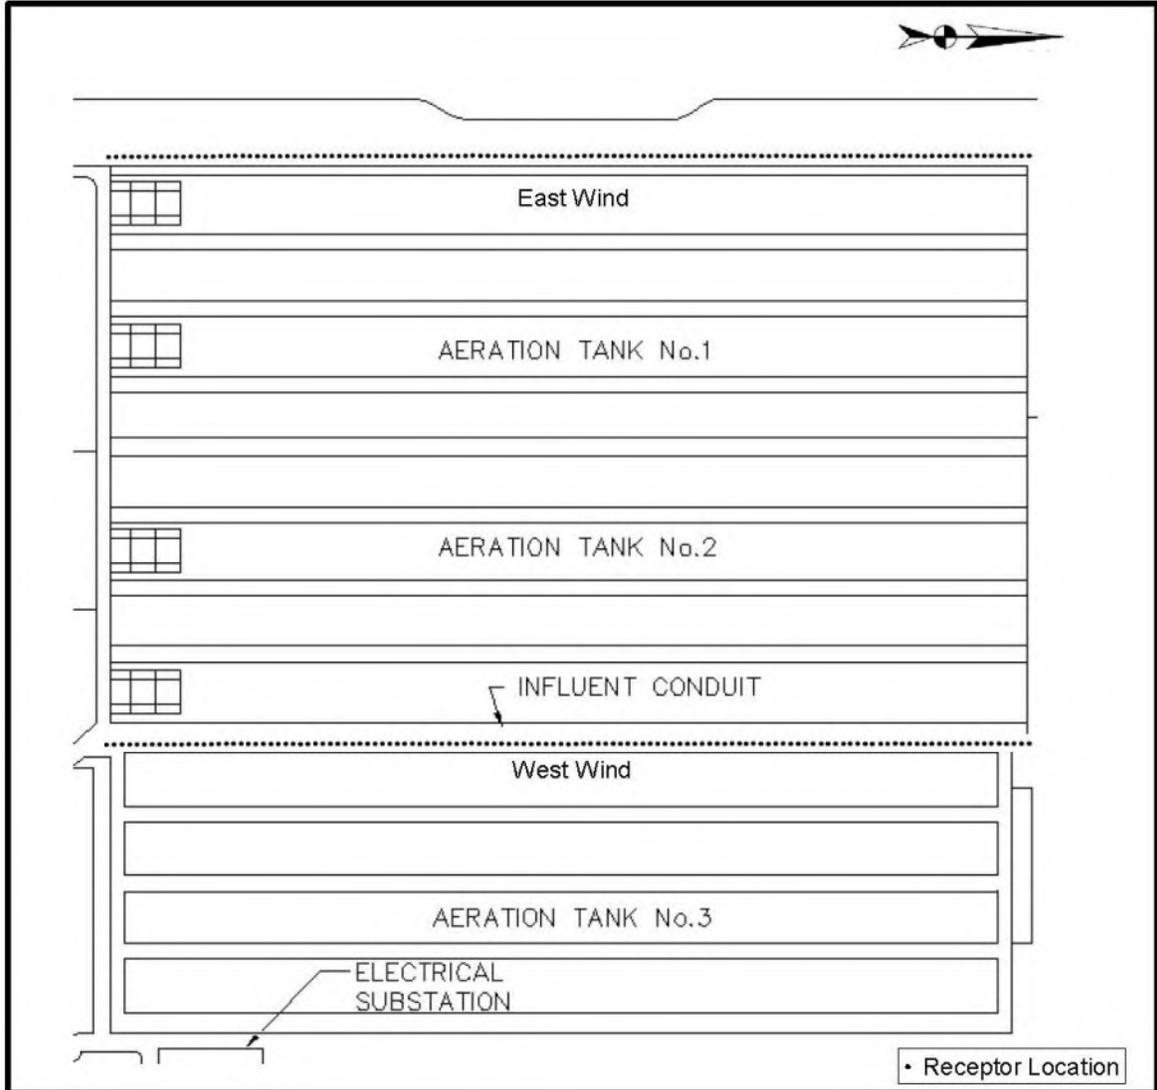 East Wind
AERATION TANK No.1
AERATION TANK No.2
INFLUENT CONDUIT
West Wind
AERATION TANK No.3
ELECTRICAL
SUBSTATION
• Receptor Location